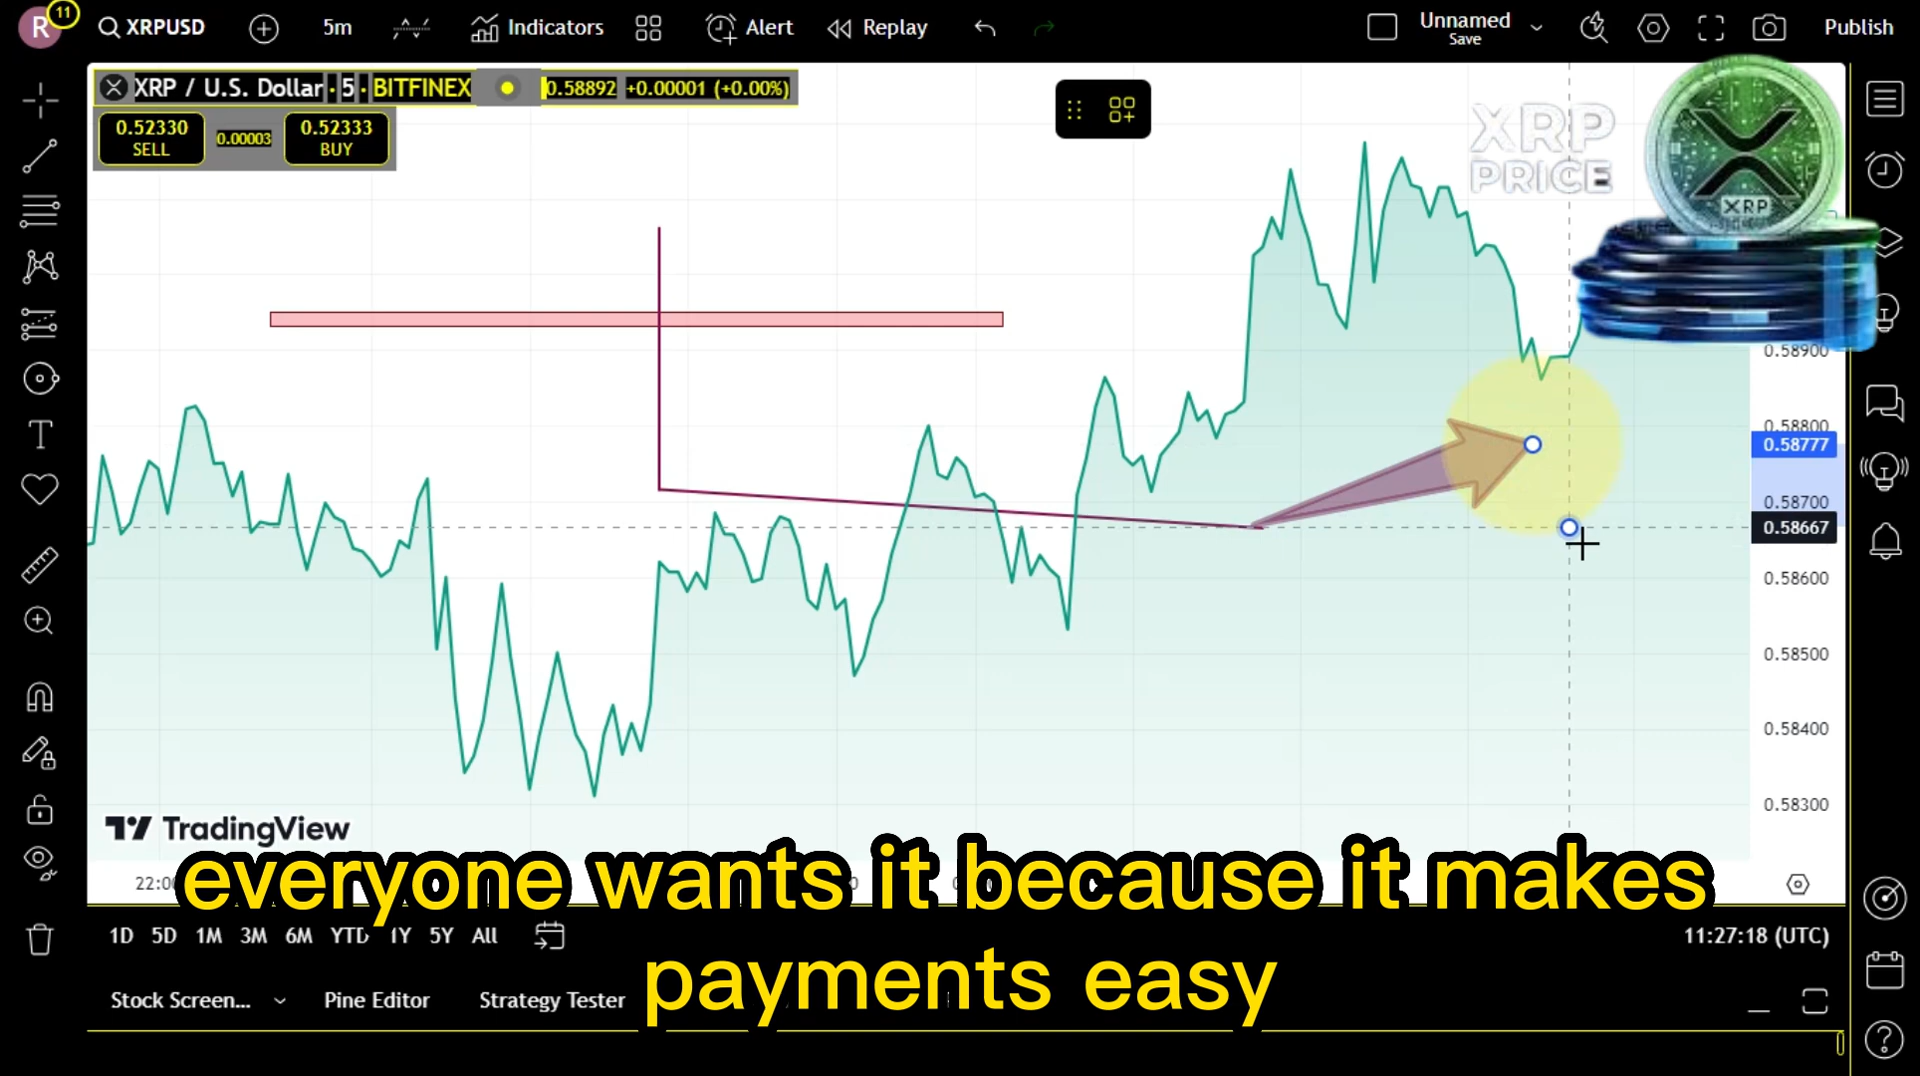 R
11
XRPUSD
5m
Indicators
Alert
Replay
Unnamed
Save
Publish
XRP / U.S. Dollar · 5 · BITFINEX
0.58892 +0.00001 (+0.00%)
0.52330
SELL
0.00003
0.52333
BUY
XRP
PRICE
XRP
0.58900
0.58800
0.58777
0.58700
0.58667
0.58600
0.58500
0.58400
0.58300
TradingView
everyone wants it because it makes
payments easy
1D 5D 1M 3M 6M YTD 1Y 5Y All
11:27:18 (UTC)
Stock Screen...
Pine Editor
Strategy Tester